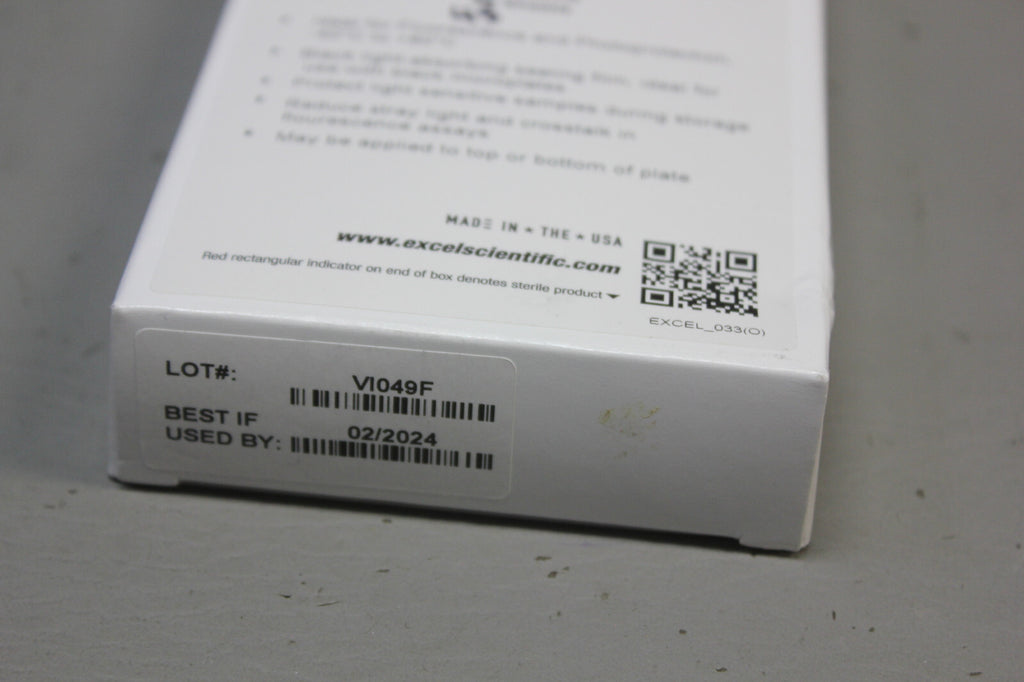 Ideal for Fluorescence and Photoprotection,
Black light absorbing sealing film, ideal for
use with black microplates
Protect light sensitive samples during storage
Reduce stray light and crosstalk in
fluorescence assays
May be applied to top or bottom of plate
MADE IN ★ THE ★ USA
www.excelscientific.com
Red rectangular indicator on end of box denotes sterile product
EXCEL_033(O)
LOT#: VI049F
BEST IF
USED BY: 02/2024